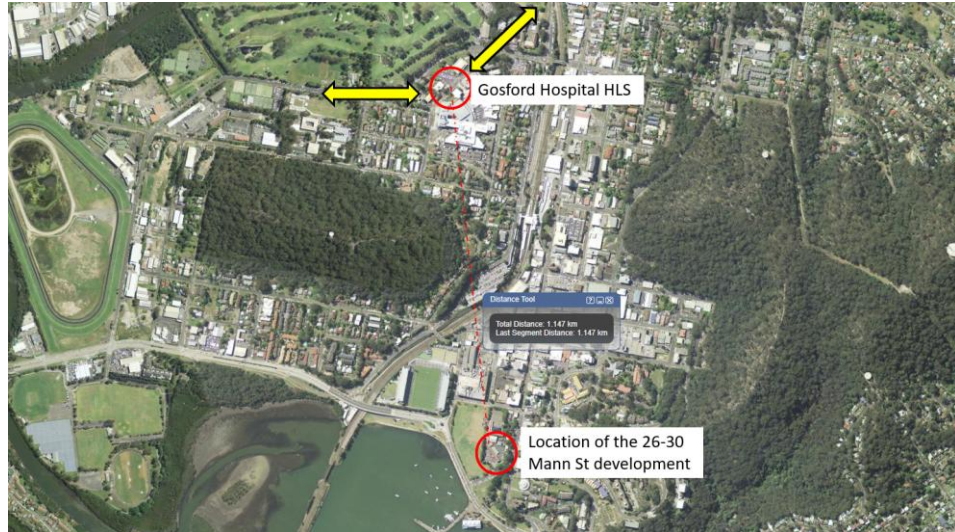 Gosford Hospital HLS
Distance Tool
Total Distance: 1.147 km
Last Segment Distance: 1.147 km
Location of the 26-30
Mann St development